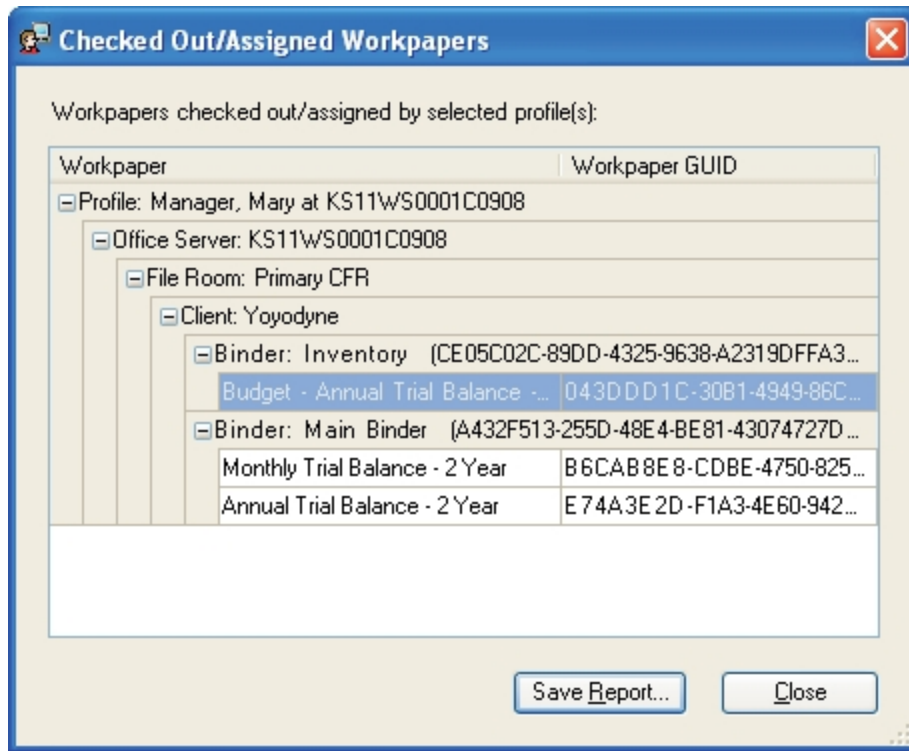 Checked Out/Assigned Workpapers
Workpapers checked out/assigned by selected profile(s):
Workpaper Workpaper GUID
Profile: Manager, Mary at KS11WS0001C0908
Office Server: KS11WS0001C0908
File Room: Primary CFR
Client: Yoyodyne
Binder: Inventory (CE05C02C-89DD-4325-9638-A2319DFFA3...
Budget - Annual Trial Balance -... 043DDD1C-30B1-4949-86C...
Binder: Main Binder (A432F513-255D-48E4-BE81-43074727D...
Monthly Trial Balance - 2 Year B6CAB8E8-CDBE-4750-825...
Annual Trial Balance - 2 Year E74A3E2D-F1A3-4E60-942...
Save Report... Close